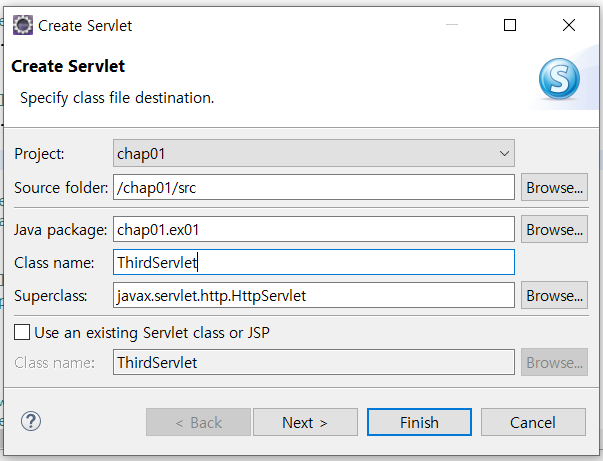 Create Servlet
Create Servlet
Specify class file destination.
S
Project: chap01
Source folder: /chap01/src Browse...
Java package: chap01.ex01 Browse...
Class name: ThirdServlet
Superclass: javax.servlet.http.HttpServlet Browse...
Use an existing Servlet class or JSP
Class name: ThirdServlet Browse...
? < Back Next > Finish Cancel